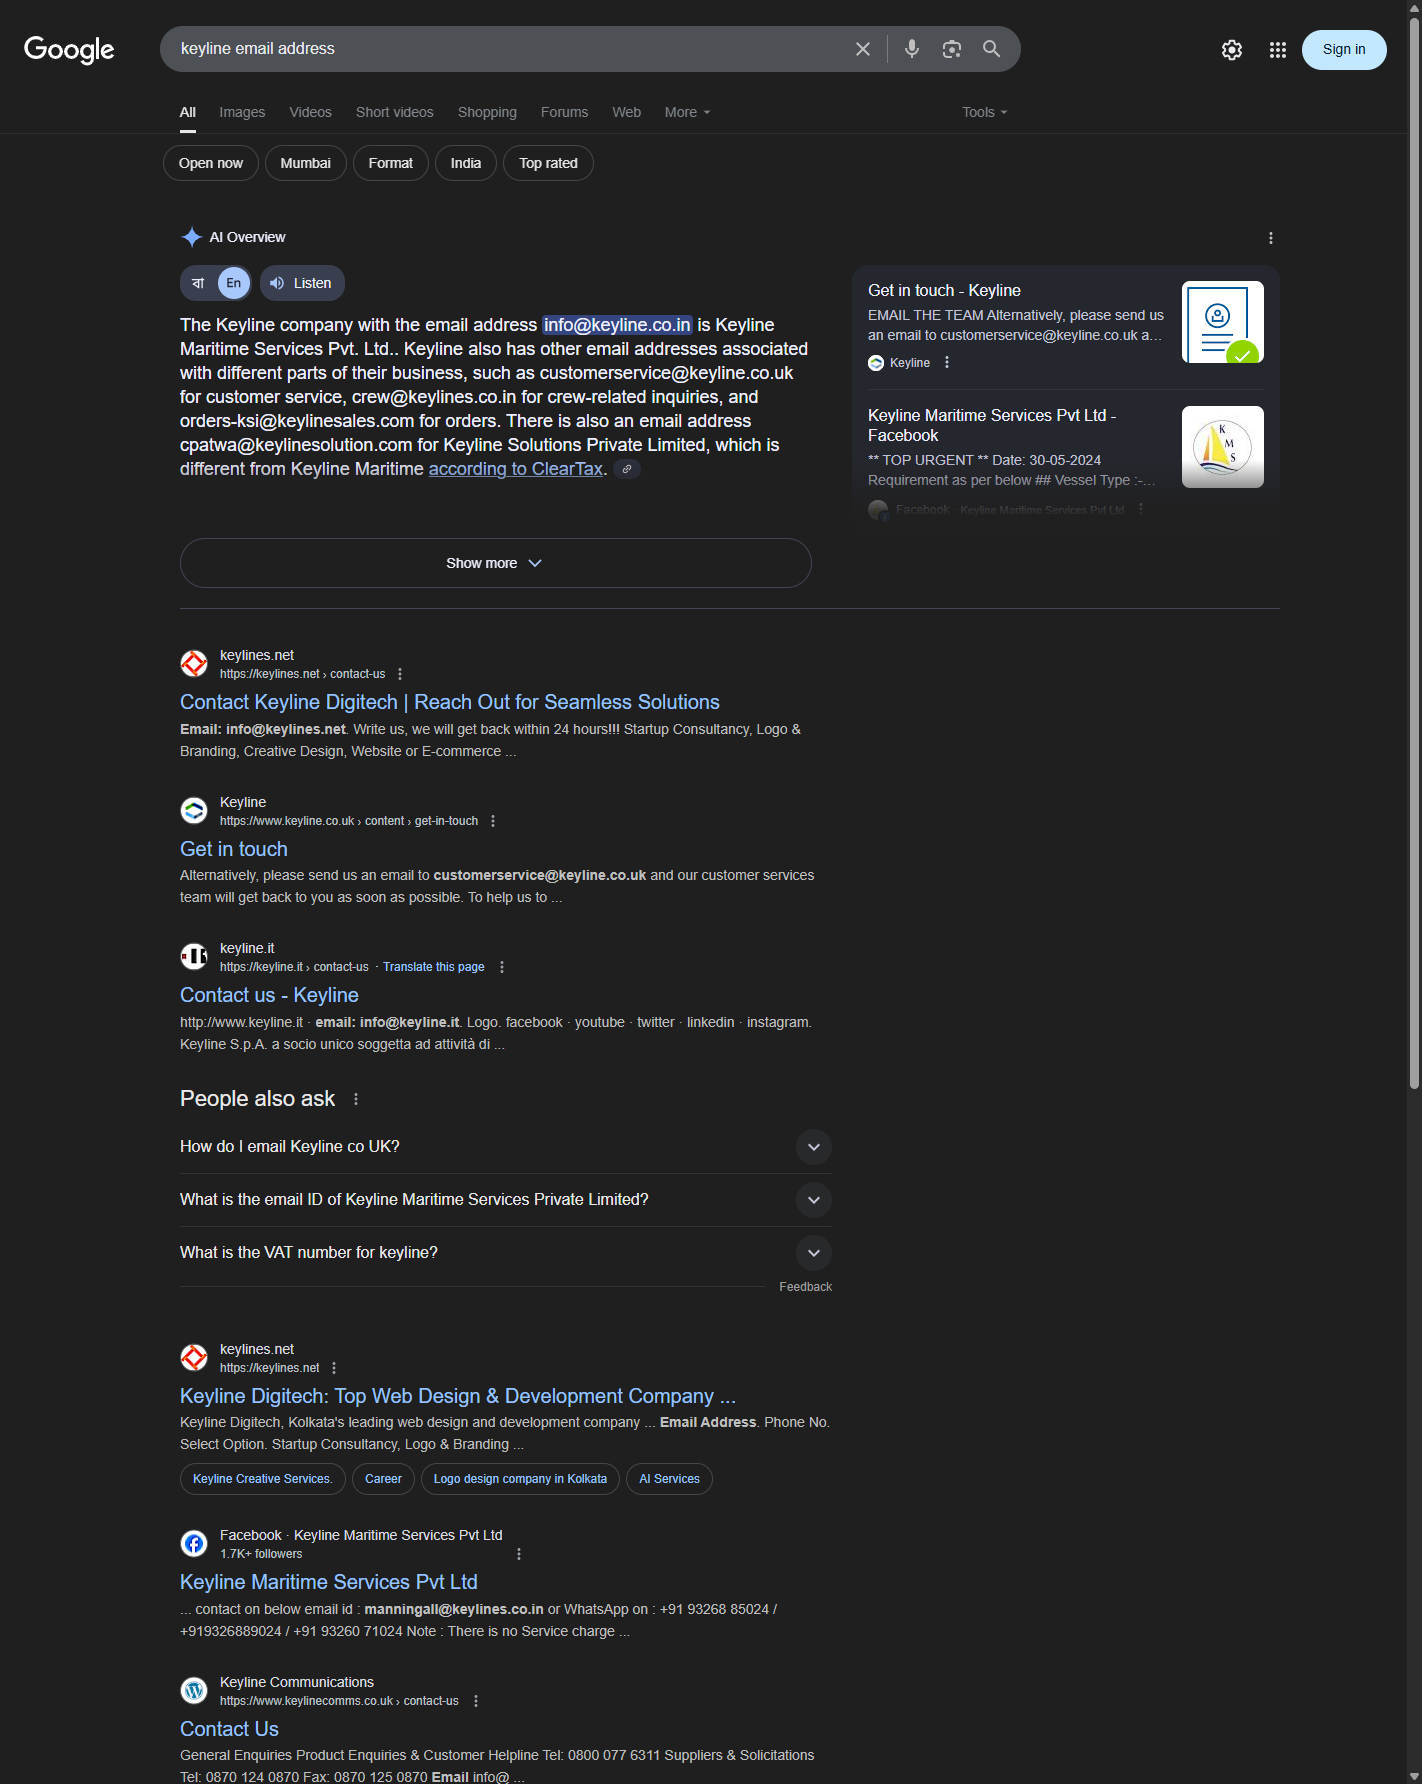 Google
keyline email address
Sign in
All Images Videos Short videos Shopping Forums Web More Tools
Open now Mumbai Format India Top rated
AI Overview
বা En Listen
The Keyline company with the email address info@keyline.co.in is Keyline
Maritime Services Pvt. Ltd.. Keyline also has other email addresses associated
with different parts of their business, such as customerservice@keyline.co.uk
for customer service, crew@keylines.co.in for crew-related inquiries, and
orders-ksi@keylinesales.com for orders. There is also an email address
cpatwa@keylinesolution.com for Keyline Solutions Private Limited, which is
different from Keyline Maritime according to ClearTax.
Get in touch - Keyline
EMAIL THE TEAM Alternatively, please send us
an email to customerservice@keyline.co.uk a...
Keyline
Keyline Maritime Services Pvt Ltd -
Facebook
** TOP URGENT ** Date: 30-05-2024
Requirement as per below ## Vessel Type :-...
Facebook Keyline Maritime Services Pvt Ltd
K
M
S
Show more
keylines.net
https://keylines.net › contact-us
Contact Keyline Digitech | Reach Out for Seamless Solutions
Email: info@keylines.net. Write us, we will get back within 24 hours!!! Startup Consultancy, Logo &
Branding, Creative Design, Website or E-commerce ...
Keyline
https://www.keyline.co.uk › content › get-in-touch
Get in touch
Alternatively, please send us an email to customerservice@keyline.co.uk and our customer services
team will get back to you as soon as possible. To help us to ...
keyline.it
https://keyline.it › contact-us · Translate this page
Contact us - Keyline
http://www.keyline.it · email: info@keyline.it. Logo. facebook · youtube · twitter · linkedin · instagram.
Keyline S.p.A. a socio unico soggetta ad attività di ...
People also ask
How do I email Keyline co UK?
What is the email ID of Keyline Maritime Services Private Limited?
What is the VAT number for keyline?
Feedback
keylines.net
https://keylines.net
Keyline Digitech: Top Web Design & Development Company ...
Keyline Digitech, Kolkata's leading web design and development company ... Email Address. Phone No.
Select Option. Startup Consultancy, Logo & Branding ...
Keyline Creative Services. Career Logo design company in Kolkata AI Services
Facebook · Keyline Maritime Services Pvt Ltd
1.7K+ followers
Keyline Maritime Services Pvt Ltd
... contact on below email id : manningall@keylines.co.in or WhatsApp on : +91 93268 85024 /
+919326889024 / +91 93260 71024 Note : There is no Service charge ...
Keyline Communications
https://www.keylinecomms.co.uk › contact-us
Contact Us
General Enquiries Product Enquiries & Customer Helpline Tel: 0800 077 6311 Suppliers & Solicitations
Tel: 0870 124 0870 Fax: 0870 125 0870 Email info@ ...